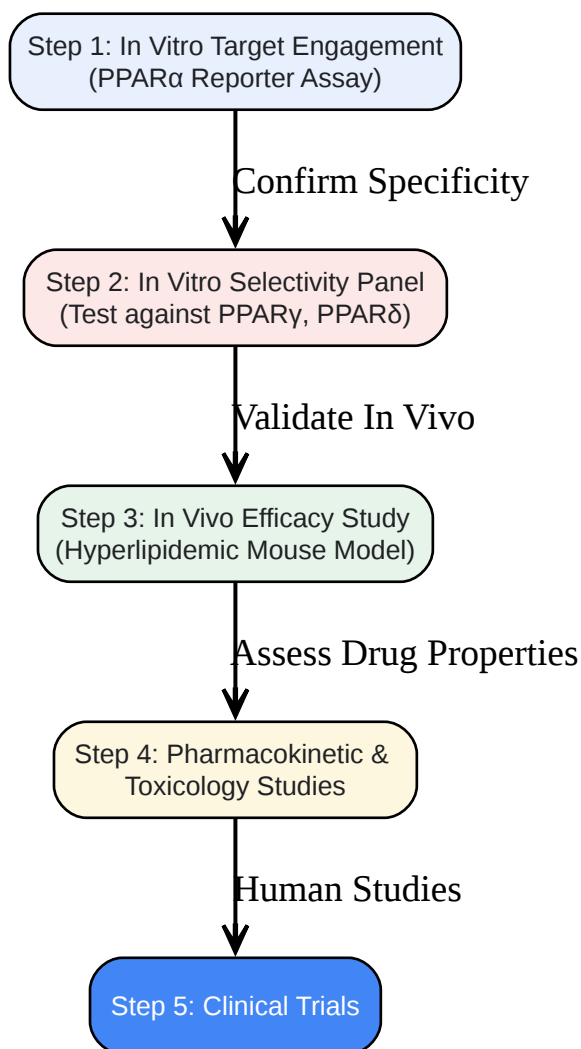 Step 1: In Vitro Target Engagement
(PPARα Reporter Assay)
Confirm Specificity
Step 2: In Vitro Selectivity Panel
(Test against PPARγ, PPARδ)
Validate In Vivo
Step 3: In Vivo Efficacy Study
(Hyperlipidemic Mouse Model)
Assess Drug Properties
Step 4: Pharmacokinetic &
Toxicology Studies
Human Studies
Step 5: Clinical Trials